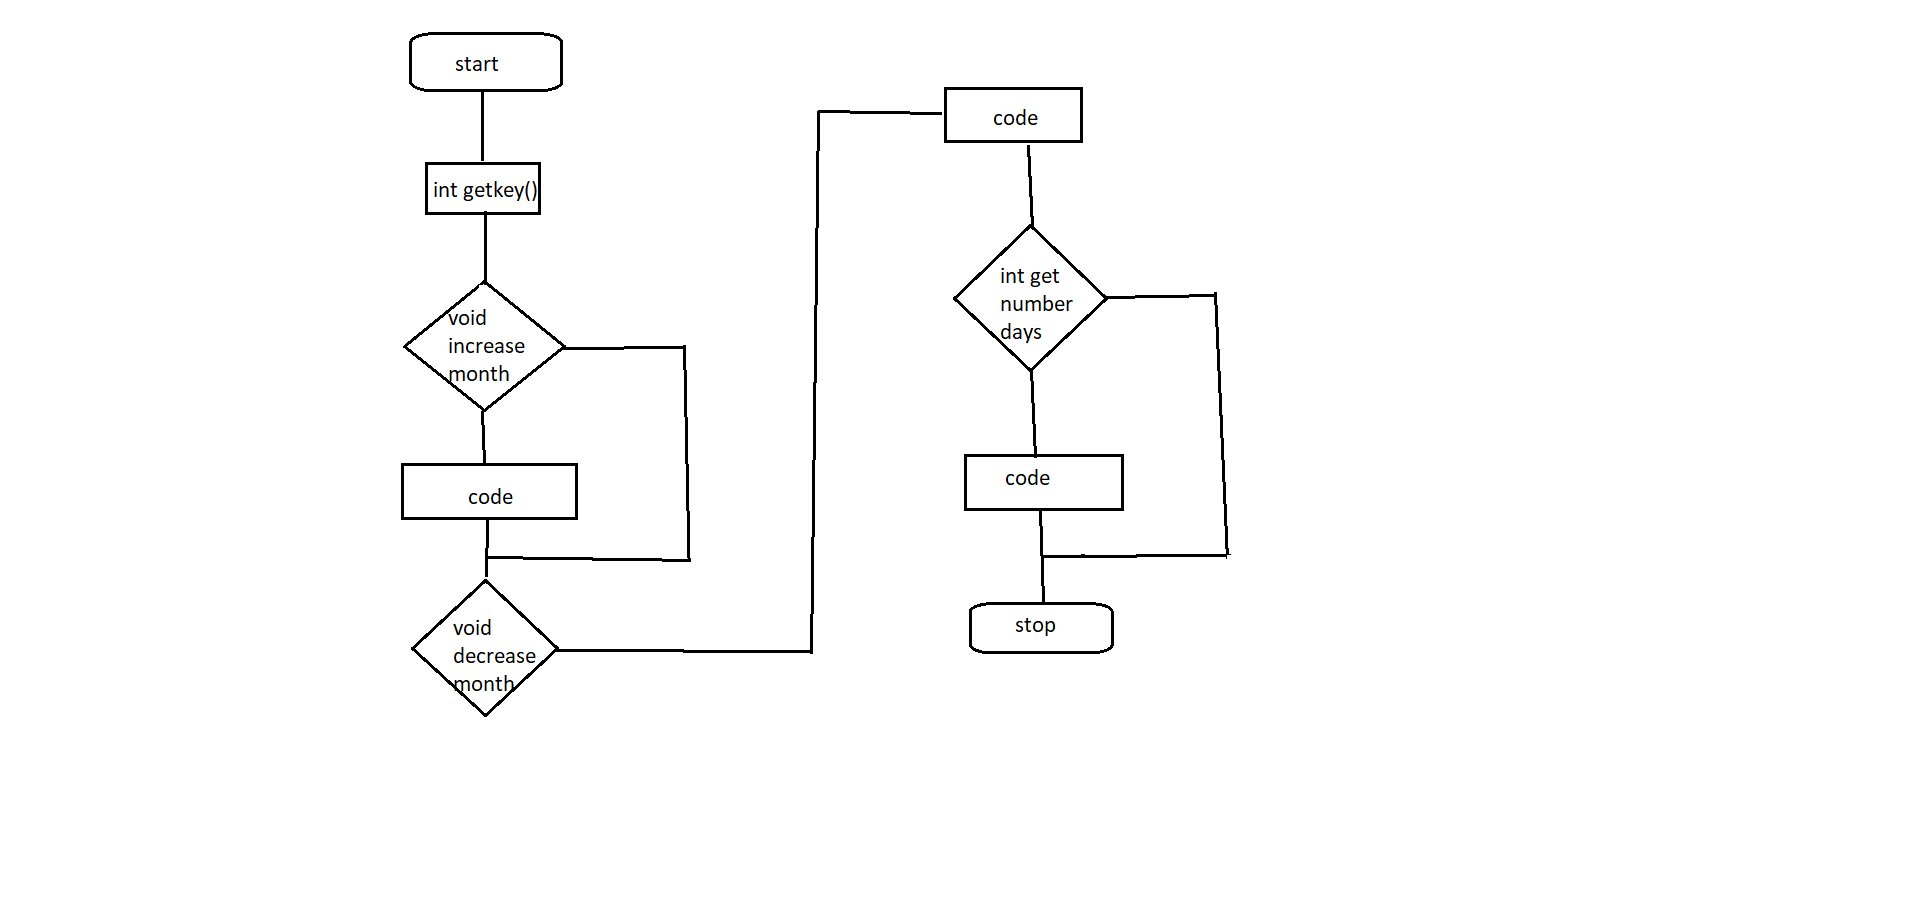 start
int getkey()
void
increase
month
code
void
decrease
month
code
int get
number
days
code
stop